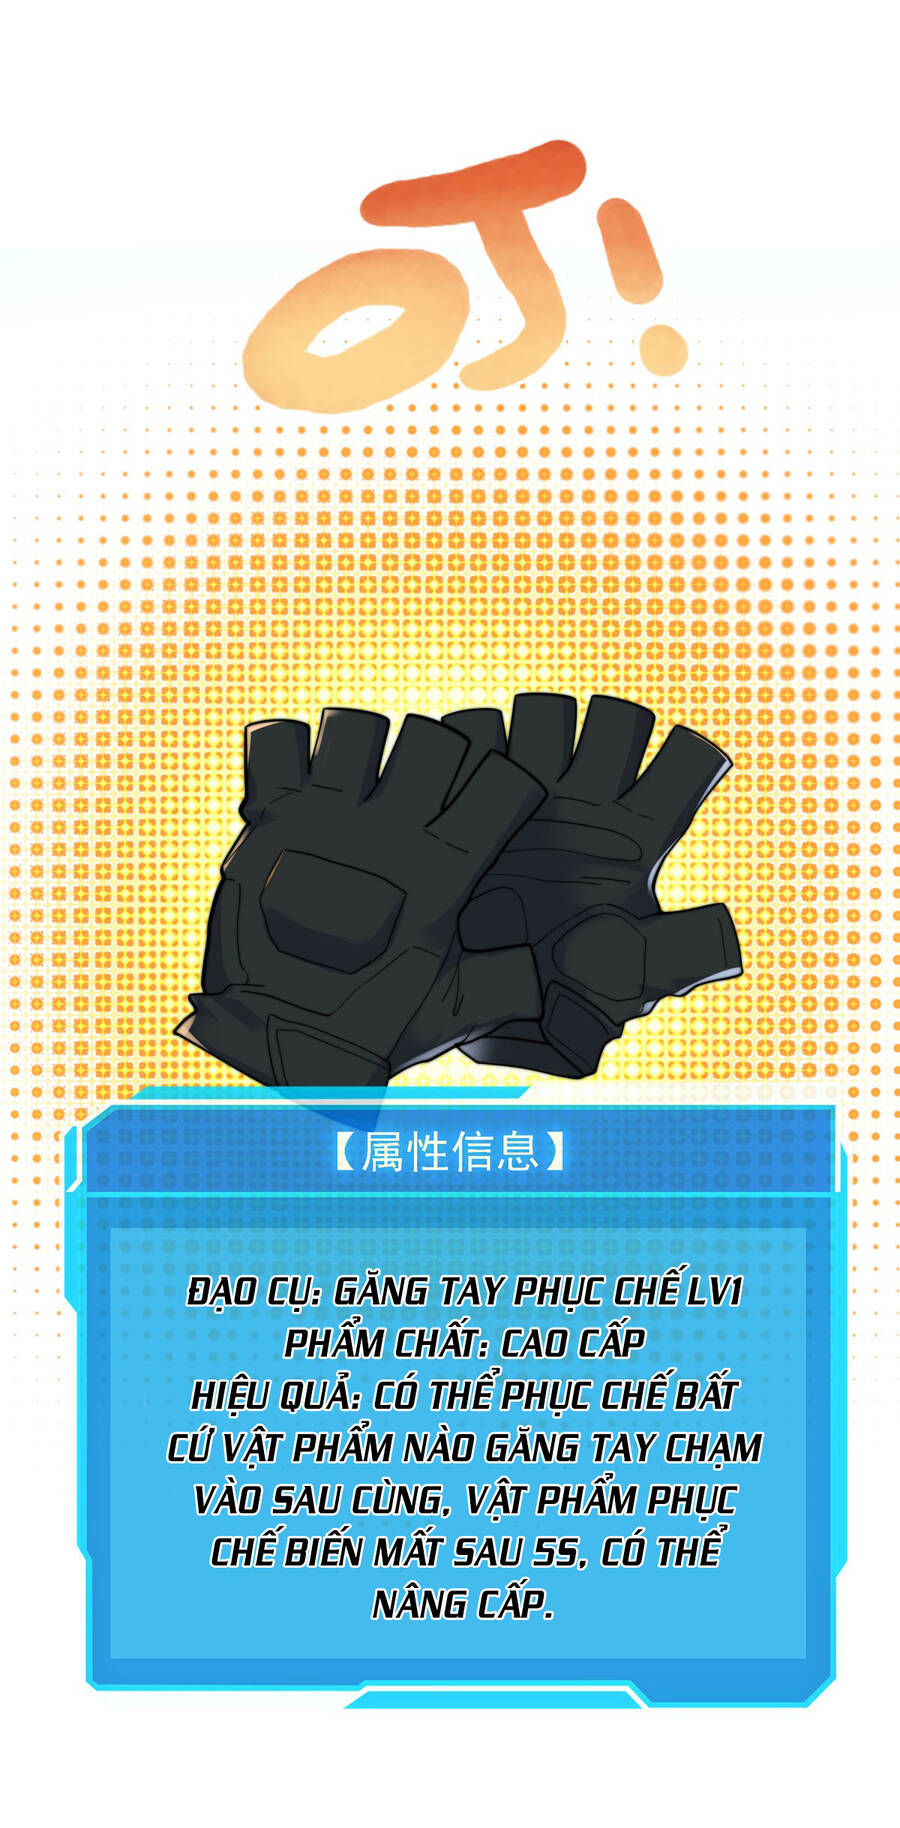 叮!
【属性信息】
ĐẠO CỤ: GĂNG TAY PHỤC CHẾ LV1
PHẨM CHẤT: CAO CẤP
HIỆU QUẢ: CÓ THỂ PHỤC CHẾ BẤT
CỨ VẬT PHẨM NÀO GĂNG TAY CHẠM
VÀO SAU CÙNG, VẬT PHẨM PHỤC
CHẾ BIẾN MẤT SAU 5S, CÓ THỂ
NÂNG CẤP.